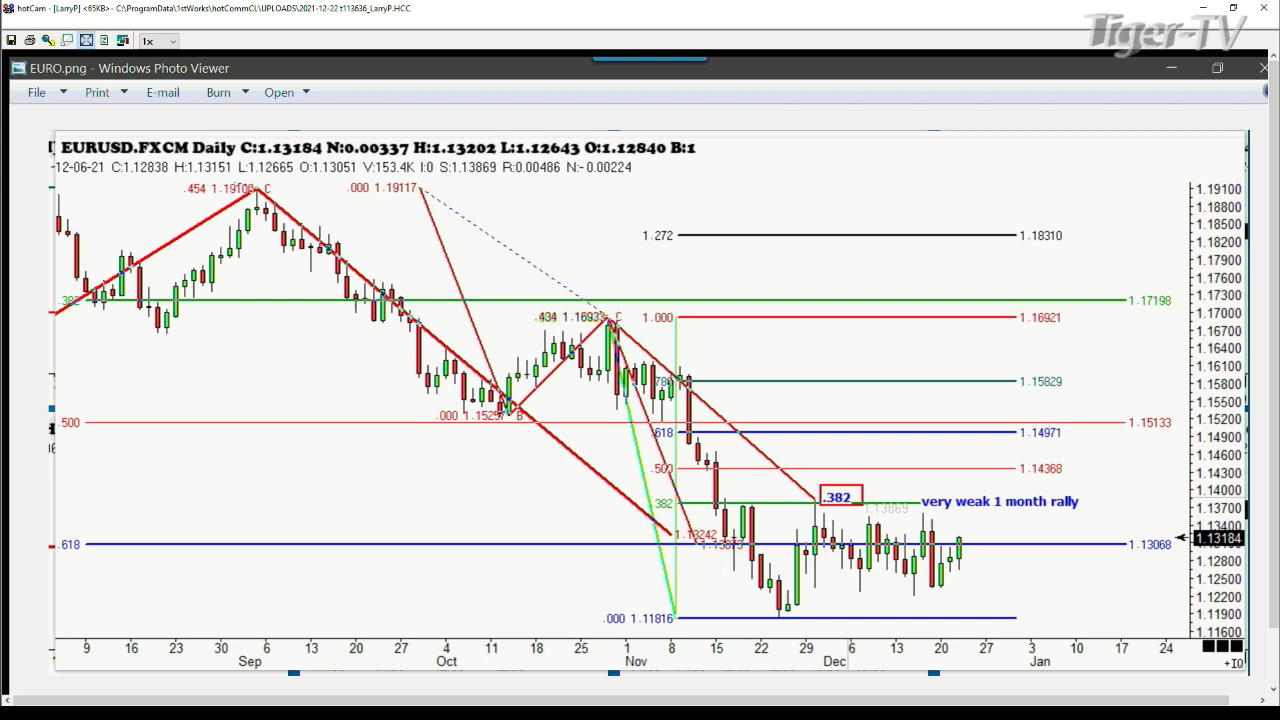 hotCam - [LarryP] <65KB>- C:\ProgramData\1stWorks\hotCommCL\UPLOADS\2021-12-22 t113636_LarryP.HCC
Tiger-TV
1x
EURO.png - Windows Photo Viewer
File Print E-mail Burn Open
EURUSD.FXCM Daily C:1.13184 N:0.00337 H:1.13202 L:1.12643 O:1.12840 B:1
-12-06-21 C:1.12838 H:1.13151 L:1.12665 O:1.13051 V:153.4K I:0 S:1.13869 R:0.00486 N:-0.00224
.454 1.19100 C
.000 1.19117
1.19100
1.18800
1.272 1.18310
1.18500
1.18200
1.17900
1.17600
.382 1.17198
1.17300
.434 1.16933 C
1.000 1.16921
1.17000
1.16700
1.16400
1.16100
.786 1.15829
1.15800
1.15500
.000 1.15257 B
.500 1.15133
1.15200
.618 1.14971
1.14900
1.14600
.500 1.14368
1.14300
1.14000
.382 .382 very weak 1 month rally
1.13869
1.13700
1.13400
1.13242
.618 1.13068
1.13184
1.12800
1.12500
1.12200
.000 1.11816
1.11900
1.11600
9 16 23 30 6 13 20 27 4 11 18 25 1 8 15 22 29 6 13 20 27 3 10 17 24
Sep Oct Nov Dec Jan
+IQ